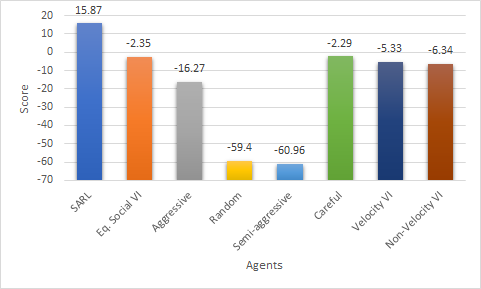 20
10
0
-10
-20
-30
-40
-50
-60
-70
Score
15.87
-2.35
-16.27
-59.4
-60.96
-2.29
-5.33
-6.34
SARL
Eq. Social VI
Aggressive
Random
Semi-aggressive
Careful
Velocity VI
Non-Velocity VI
Agents